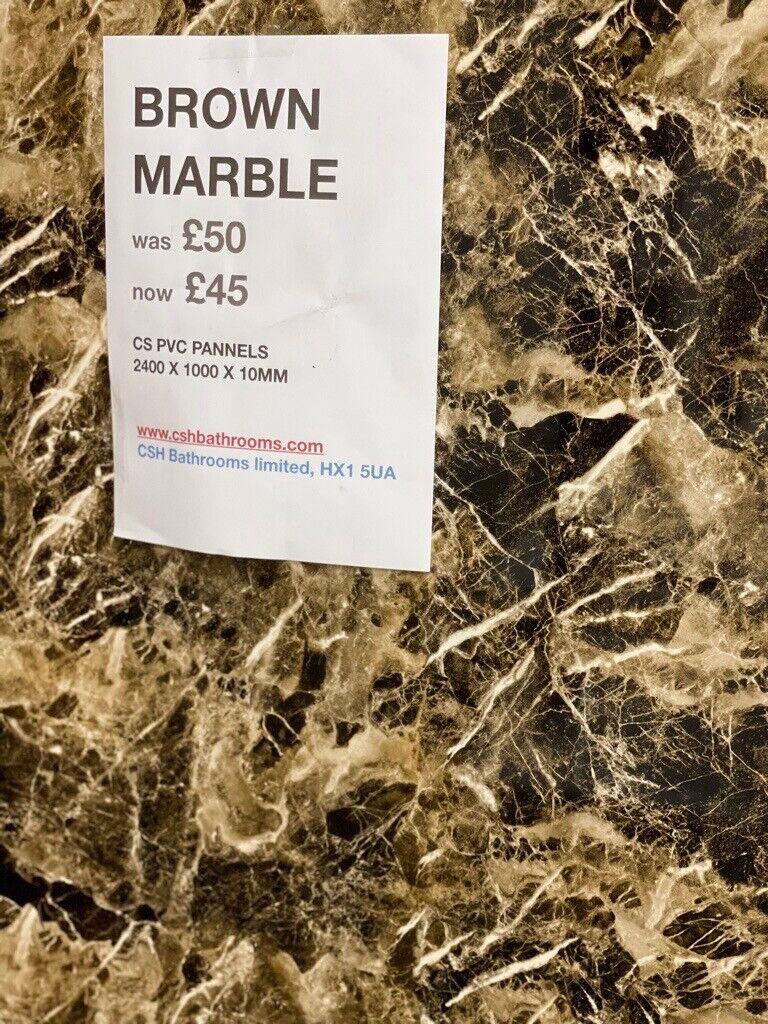 BROWN
MARBLE
was £50
now £45
CS PVC PANNELS
2400 X 1000 X 10MM
www.cshbathrooms.com
CSH Bathrooms limited, HX1 5UA